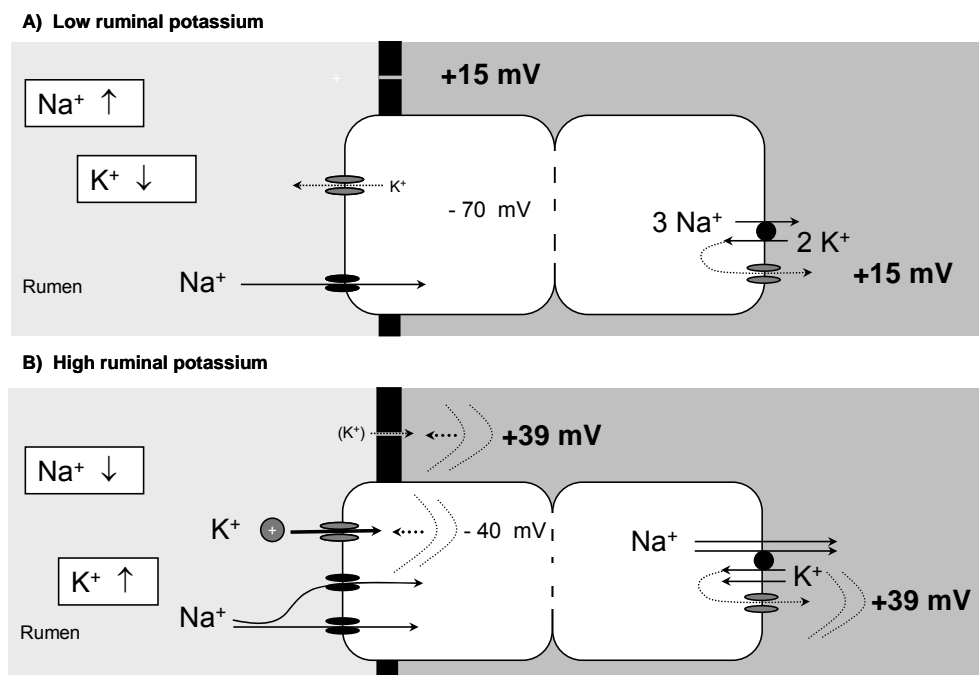 A) Low ruminal potassium
+
+15 mV
Na⁺ ↑
K⁺ ↓
K⁺
- 70 mV
3 Na⁺
2 K⁺
Na⁺
+15 mV
Rumen
B) High ruminal potassium
(K⁺)
+39 mV
Na⁺ ↓
K⁺
+
- 40 mV
Na⁺
K⁺ ↑
K⁺
+39 mV
Na⁺
Rumen